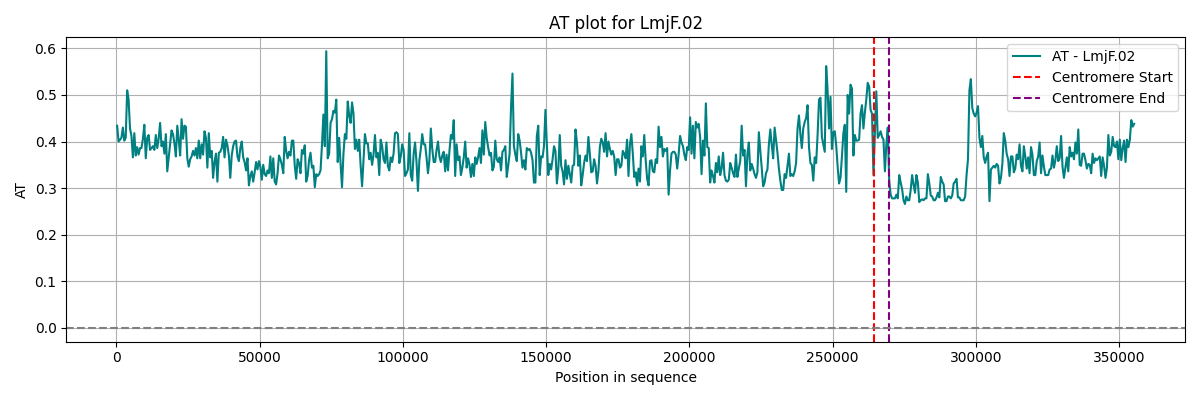 AT plot for LmjF.02
AT
0.6
0.5
0.4
0.3
0.2
0.1
0.0
AT - LmjF.02
Centromere Start
Centromere End
0 50000 100000 150000 200000 250000 300000 350000
Position in sequence